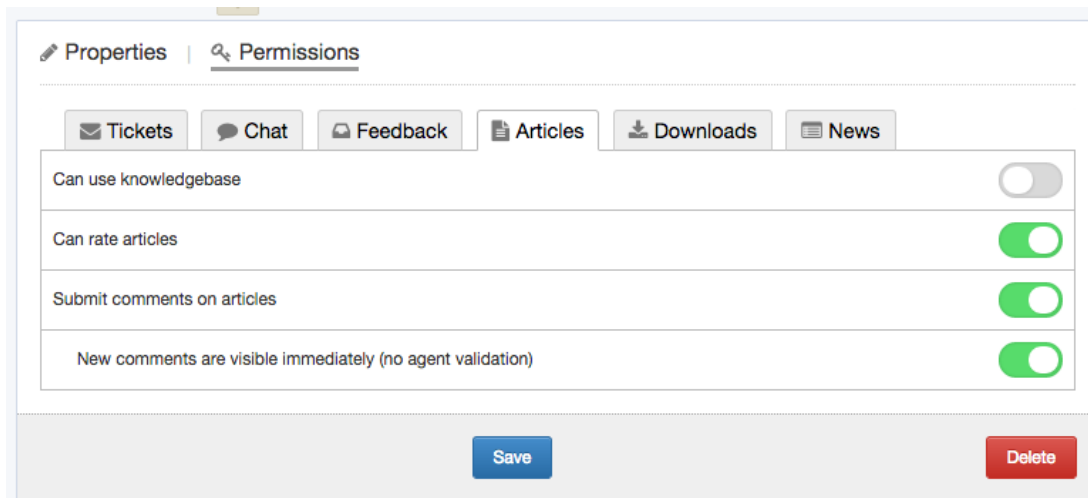 Properties | Permissions
Tickets Chat Feedback Articles Downloads News
Can use knowledgebase
Can rate articles
Submit comments on articles
New comments are visible immediately (no agent validation)
Save Delete